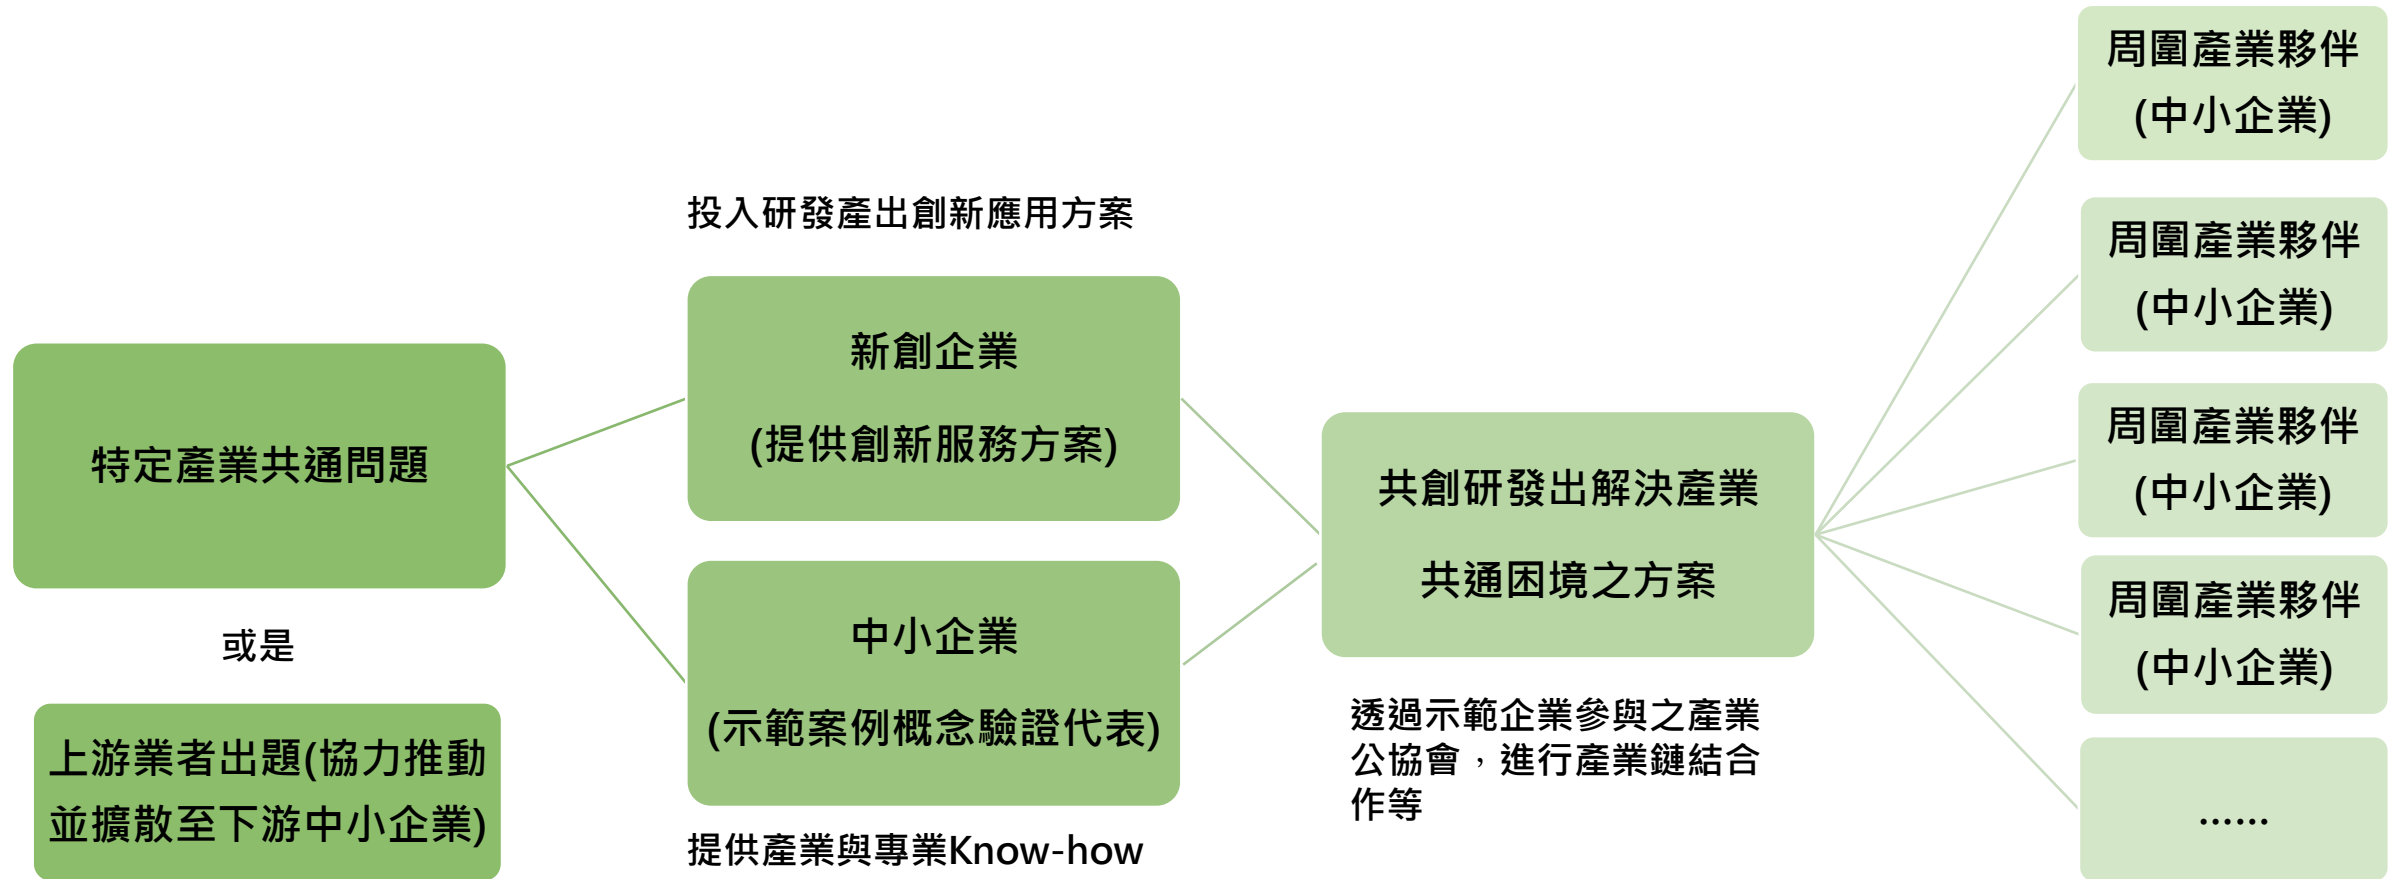 特定產業共通問題
或是
上游業者出題(協力推動
並擴散至下游中小企業)
投入研發產出創新應用方案
新創企業
(提供創新服務方案)
中小企業
(示範案例概念驗證代表)
提供產業與專業Know-how
共創研發出解決產業
共通困境之方案
透過示範企業參與之產業
公協會，進行產業鏈結合
作等
周圍產業夥伴
(中小企業)
周圍產業夥伴
(中小企業)
周圍產業夥伴
(中小企業)
周圍產業夥伴
(中小企業)
......